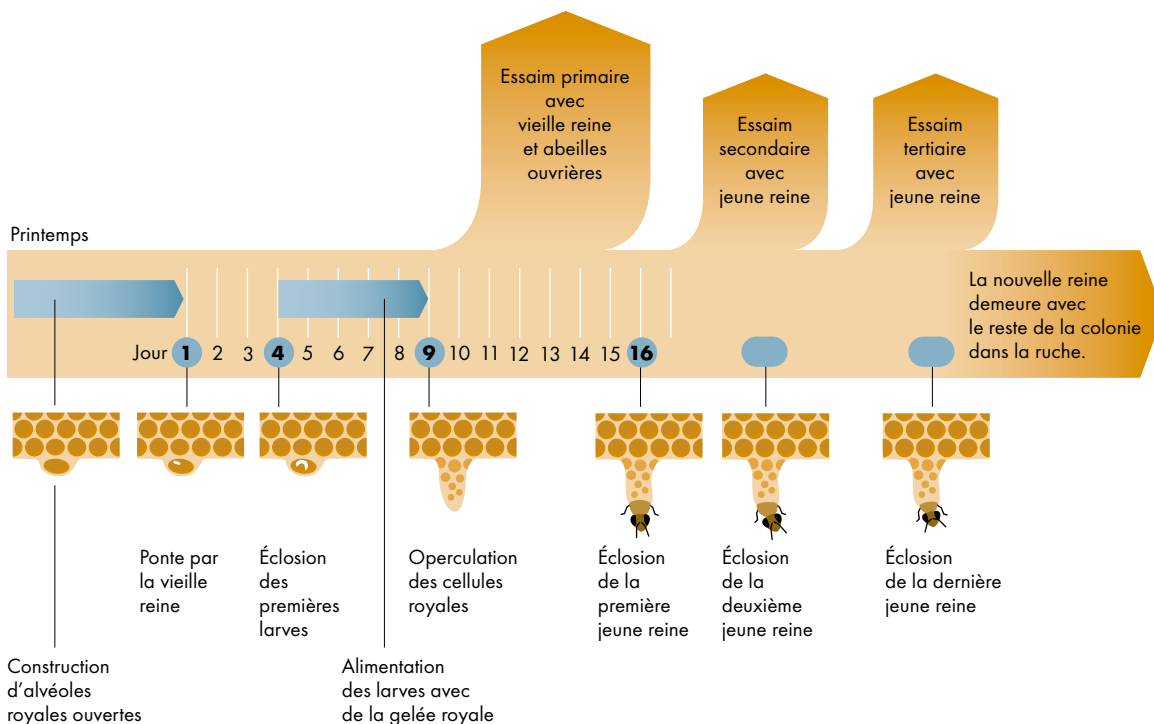 Essaim primaire
avec
vieille reine
et abeilles
ouvrières
Essaim
secondaire
avec
jeune reine
Essaim
tertiaire
avec
jeune reine
Printemps
La nouvelle reine
demeure avec
le reste de la colonie
dans la ruche.
Jour 1 2 3 4 5 6 7 8 9 10 11 12 13 14 15 16
Ponte par
la vieille
reine
Éclosion
des
premières
larves
Operculation
des cellules
royales
Éclosion
de la
première
jeune reine
Éclosion
de la
deuxième
jeune reine
Éclosion
de la dernière
jeune reine
Construction
d'alvéoles
royales ouvertes
Alimentation
des larves avec
de la gelée royale